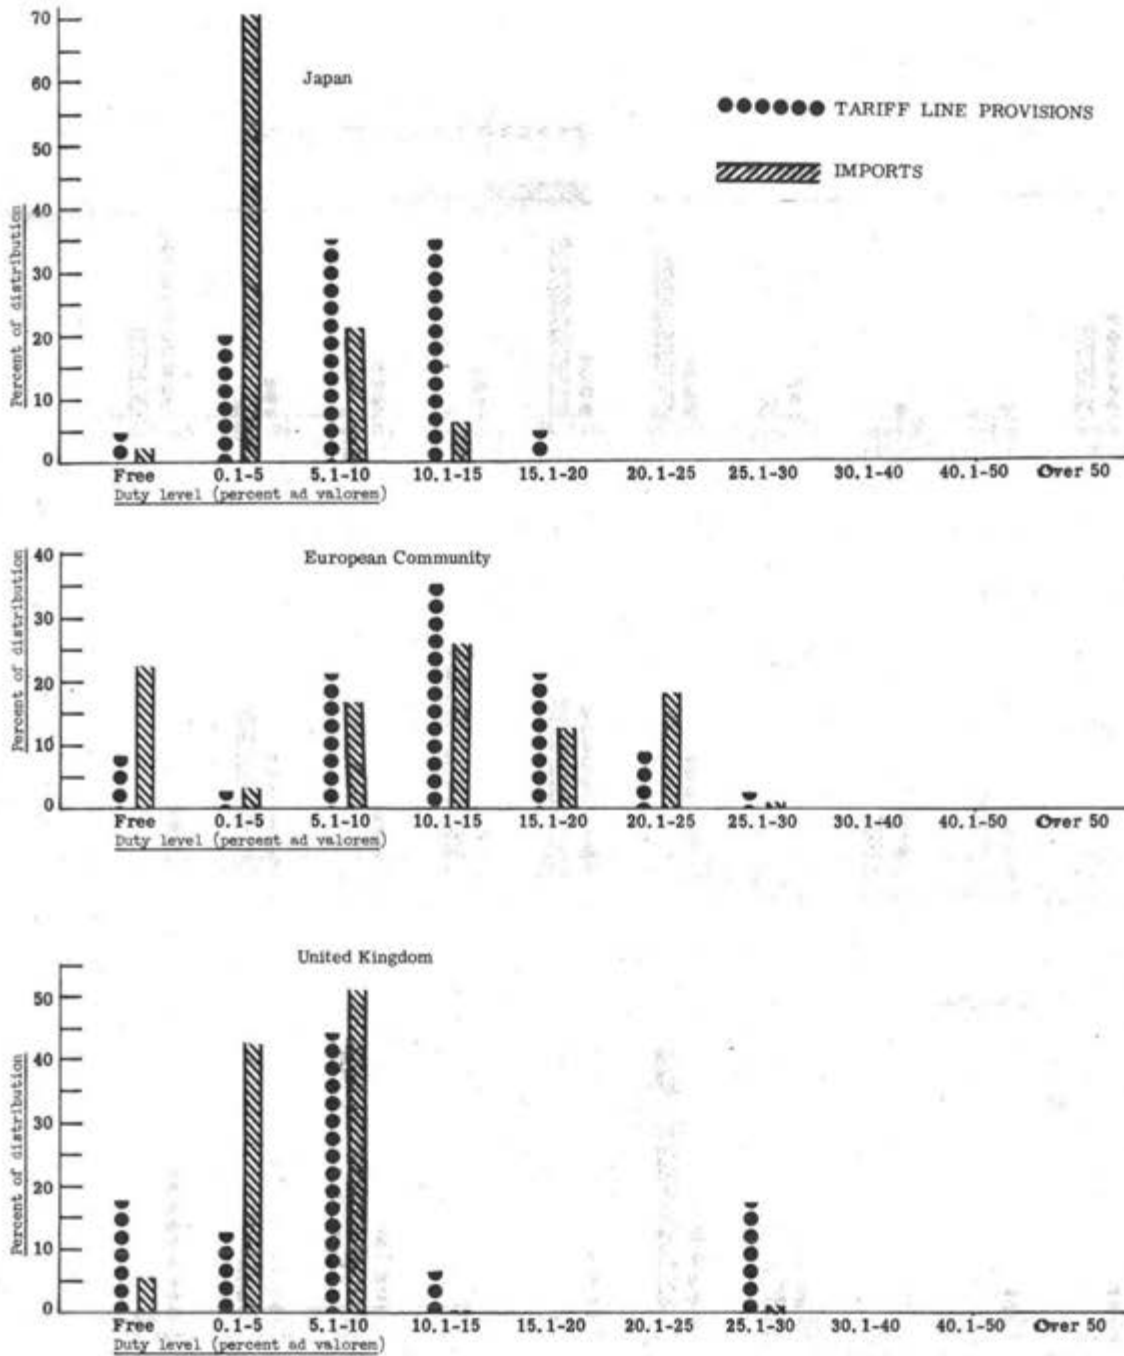 70
60
50
40
30
20
10
0
Percent of distribution
Japan
●●●●●● TARIFF LINE PROVISIONS
IMPORTS
Free 0.1-5 5.1-10 10.1-15 15.1-20 20.1-25 25.1-30 30.1-40 40.1-50 Over 50
Duty level (percent ad valorem)
40
30
20
10
0
Percent of distribution
European Community
Free 0.1-5 5.1-10 10.1-15 15.1-20 20.1-25 25.1-30 30.1-40 40.1-50 Over 50
Duty level (percent ad valorem)
50
40
30
20
10
0
Percent of distribution
United Kingdom
Free 0.1-5 5.1-10 10.1-15 15.1-20 20.1-25 25.1-30 30.1-40 40.1-50 Over 50
Duty level (percent ad valorem)